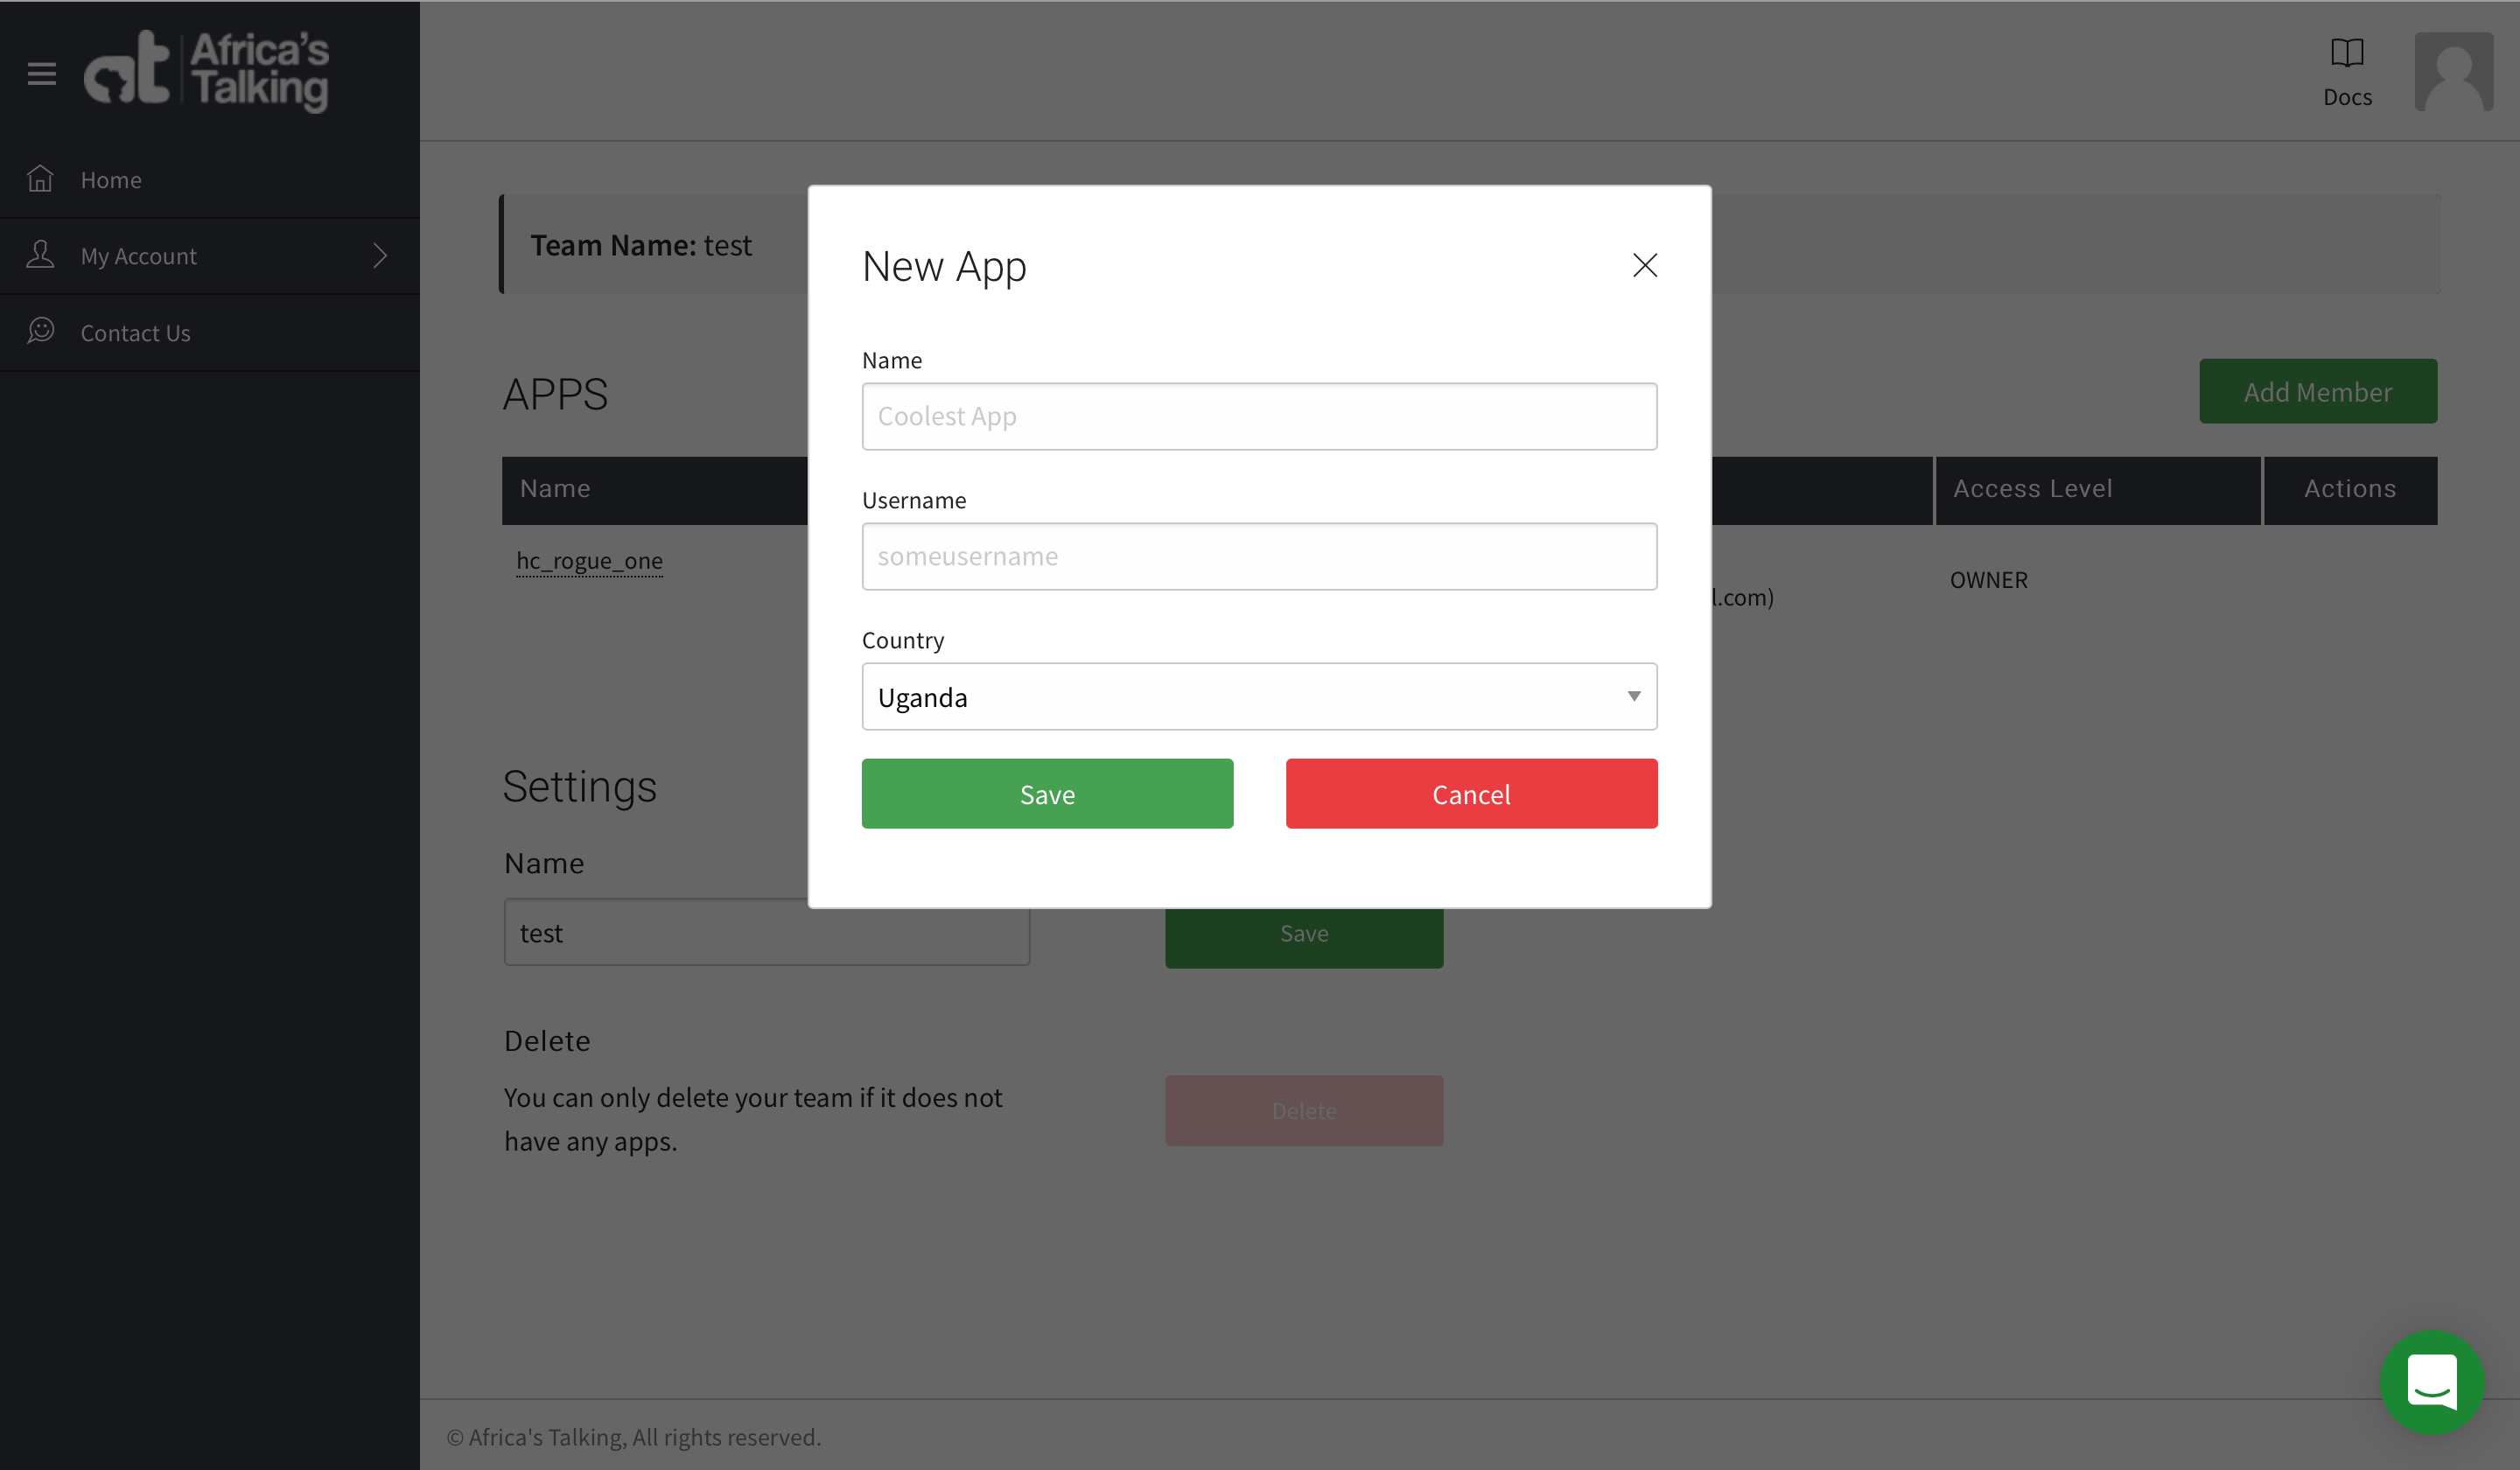 at Africa's
Talking
Docs
Home
My Account
Contact Us
Team Name: test
New App
Name
Coolest App
Username
someusername
Country
Uganda
Save
Cancel
APPS
Add Member
Name
Access Level
Actions
hc_rogue_one
l.com)
OWNER
Settings
Name
test
Save
Delete
You can only delete your team if it does not
have any apps.
Delete
© Africa's Talking, All rights reserved.